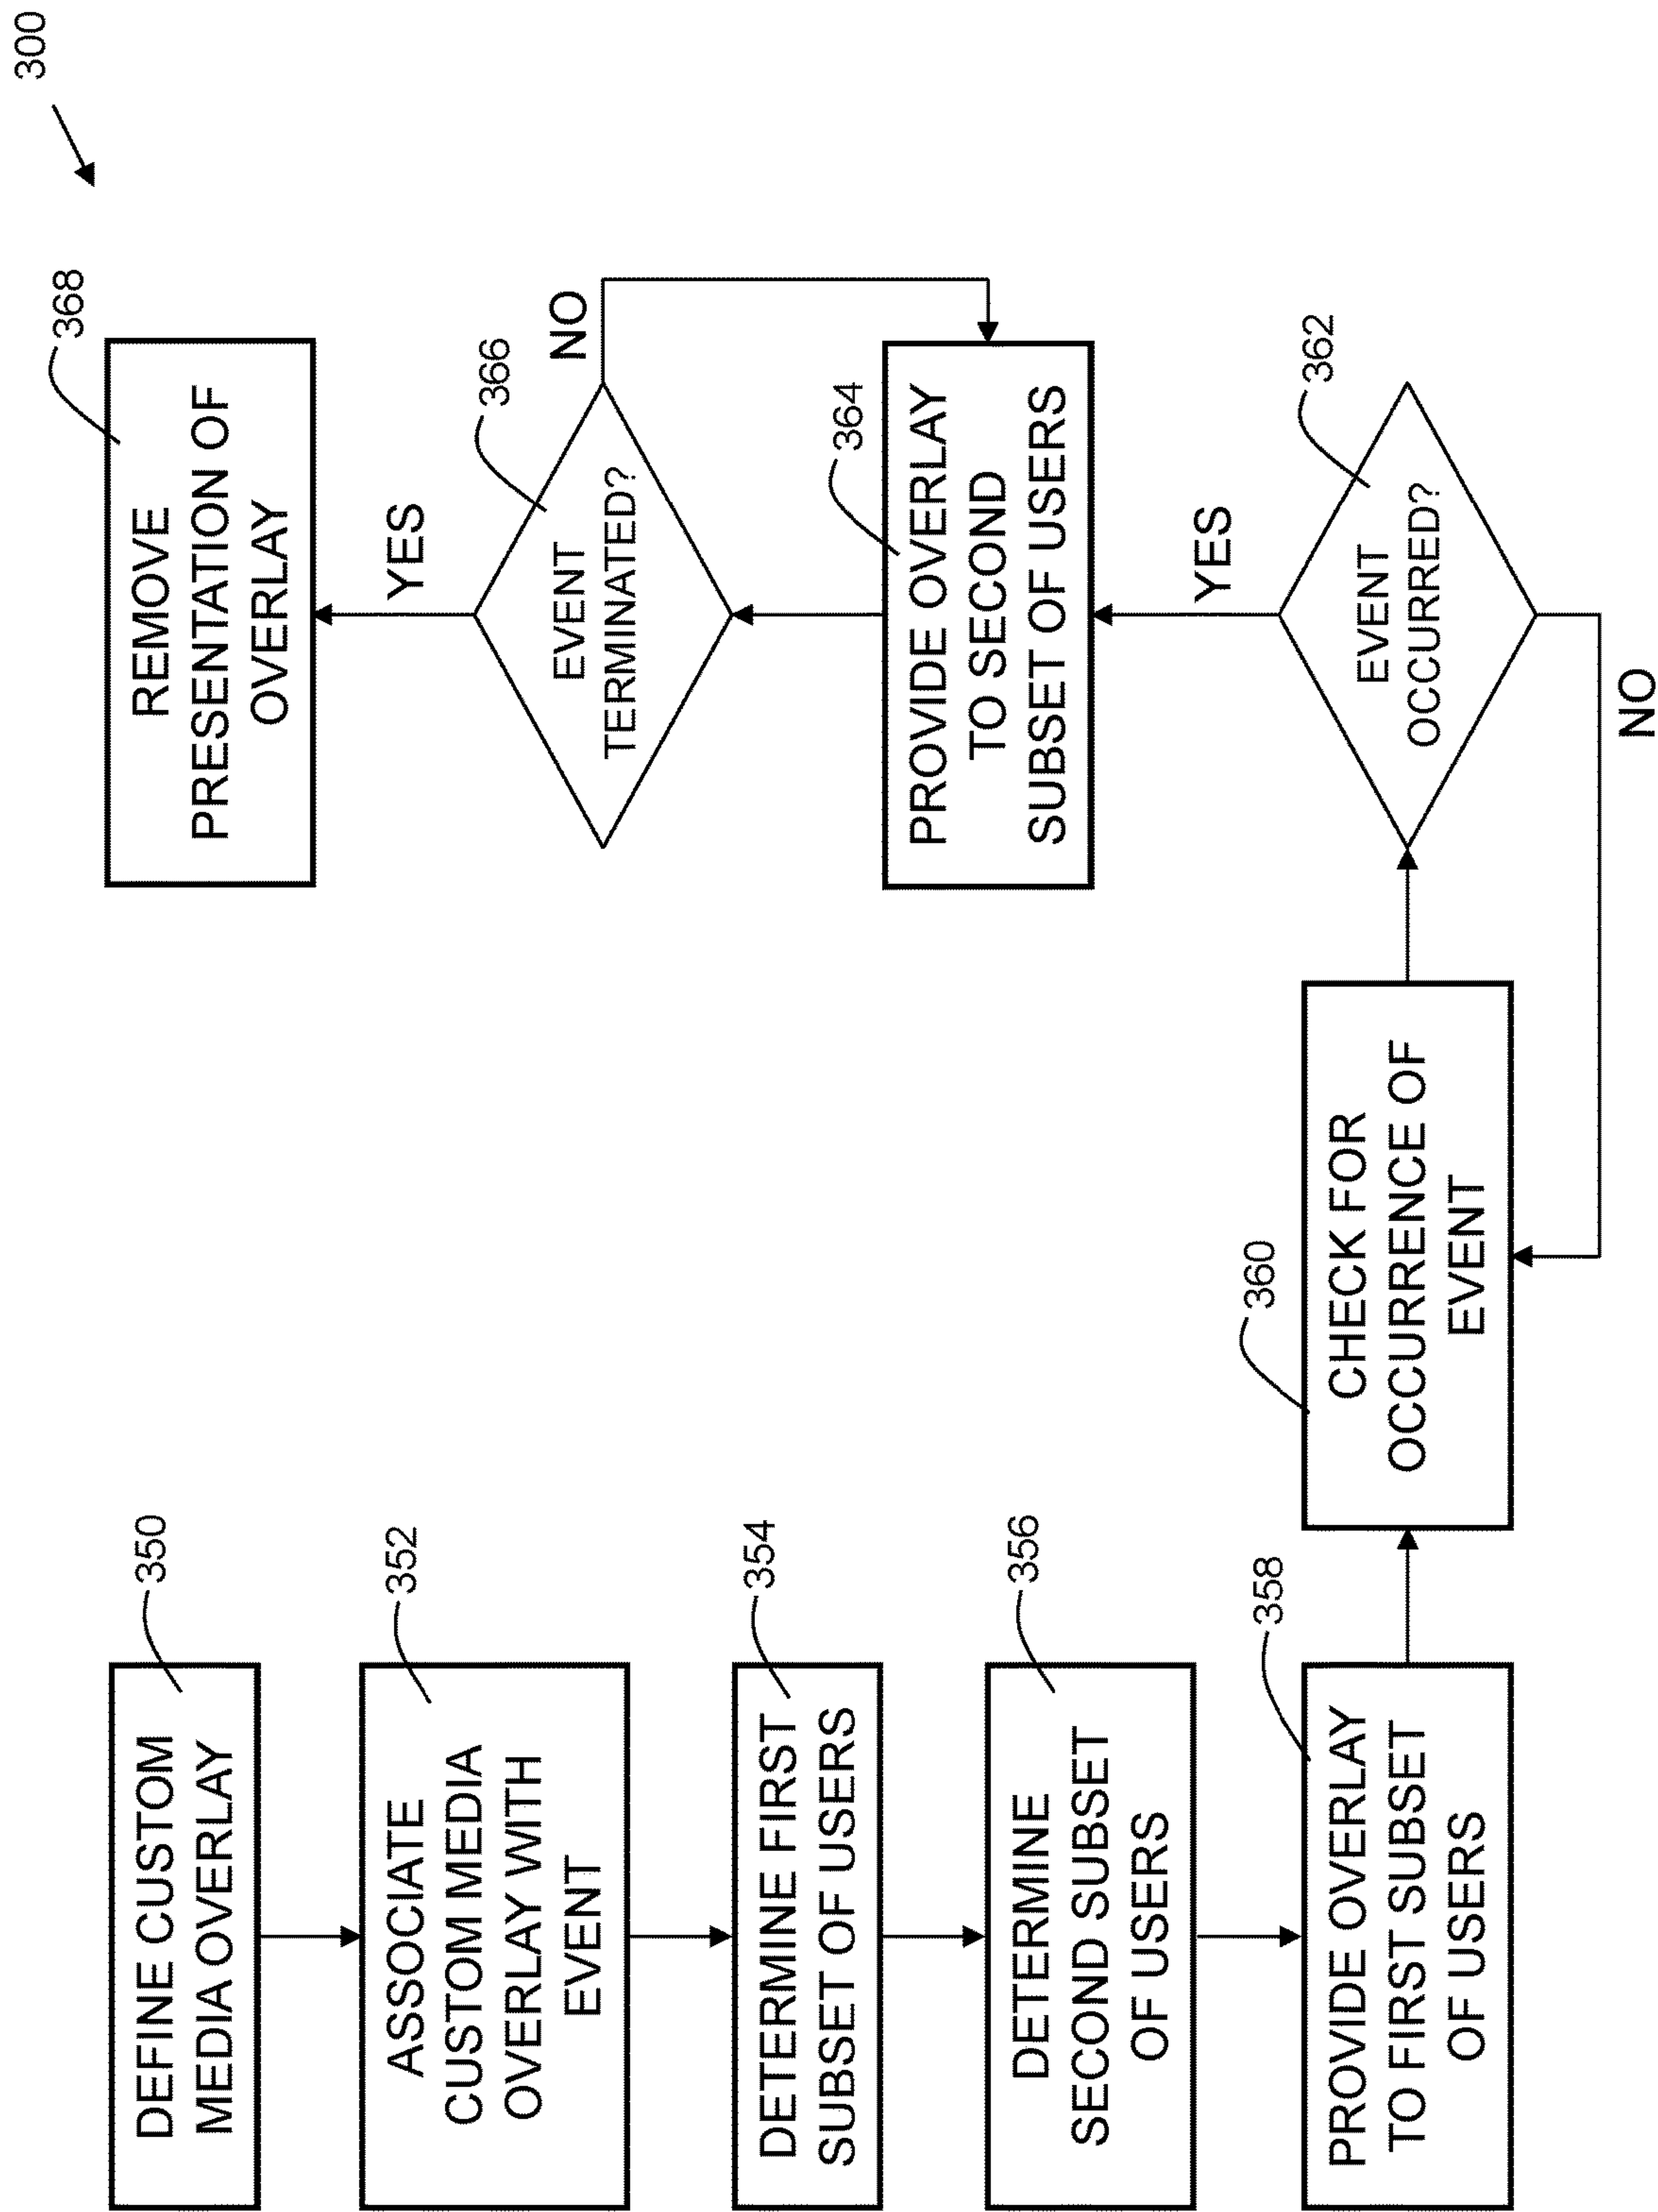 300
350
DEFINE CUSTOM
MEDIA OVERLAY
352
ASSOCIATE
CUSTOM MEDIA
OVERLAY WITH
EVENT
354
DETERMINE FIRST
SUBSET OF USERS
356
DETERMINE
SECOND SUBSET
OF USERS
358
PROVIDE OVERLAY
TO FIRST SUBSET
OF USERS
360
CHECK FOR
OCCURRENCE OF
EVENT
362
EVENT
OCCURRED?
NO
YES
364
PROVIDE OVERLAY
TO SECOND
SUBSET OF USERS
366
EVENT
TERMINATED?
NO
YES
368
REMOVE
PRESENTATION OF
OVERLAY